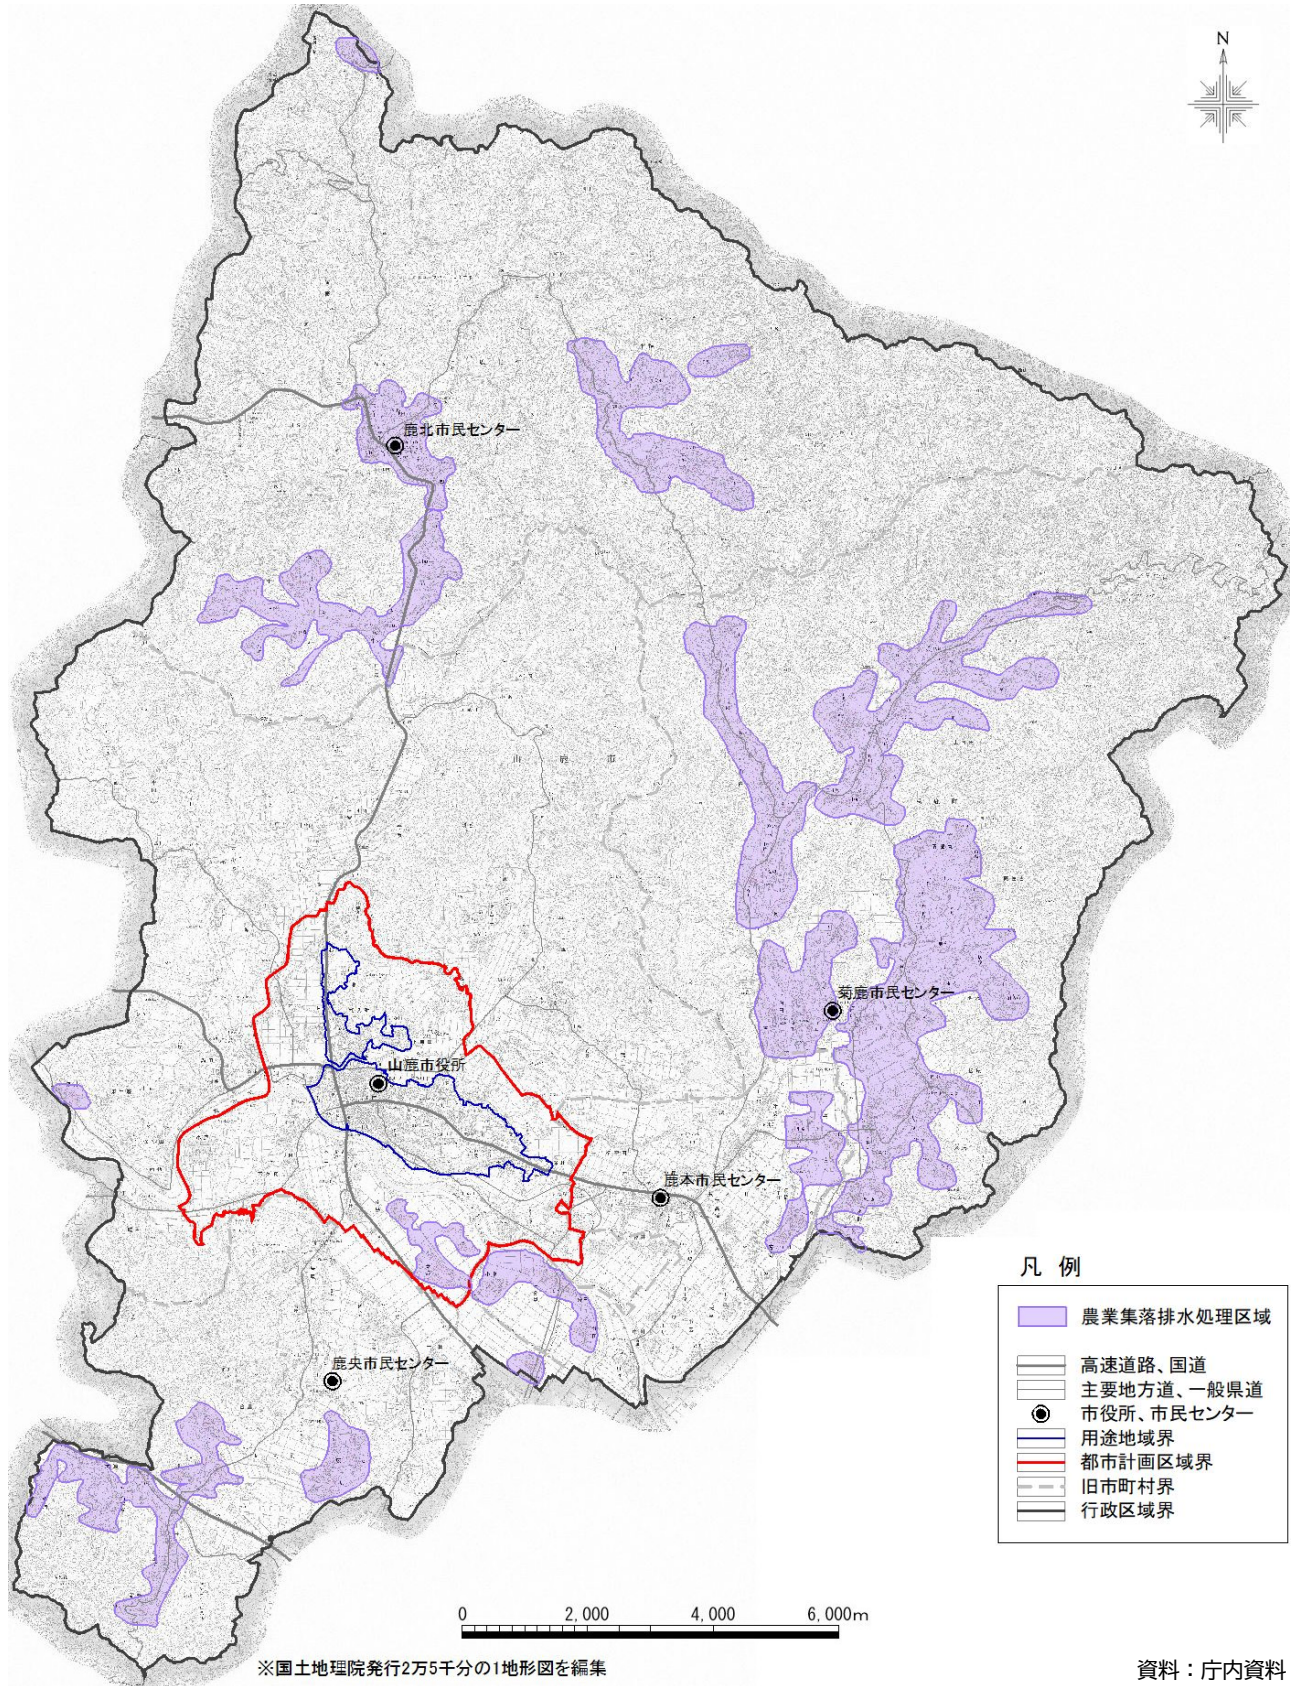 N
鹿北市民センター
山鹿市
菊鹿市民センター
山鹿市役所
鹿本市民センター
鹿央市民センター
凡 例
農業集落排水処理区域
高速道路、国道
主要地方道、一般県道
市役所、市民センター
用途地域界
都市計画区域界
旧市町村界
行政区域界
0 2,000 4,000 6,000m
※国土地理院発行2万5千分の1地形図を編集
資料：庁内資料